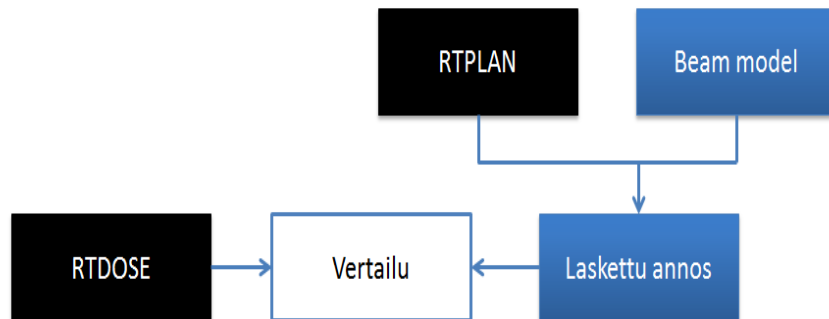 RTPLAN
Beam model
RTDOSE
Vertailu
Laskettu annos